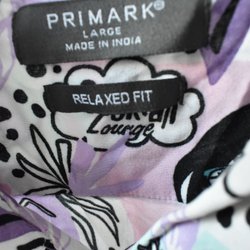 PRIMARK
LARGE
MADE IN INDIA
RELAXED FIT
Lounge